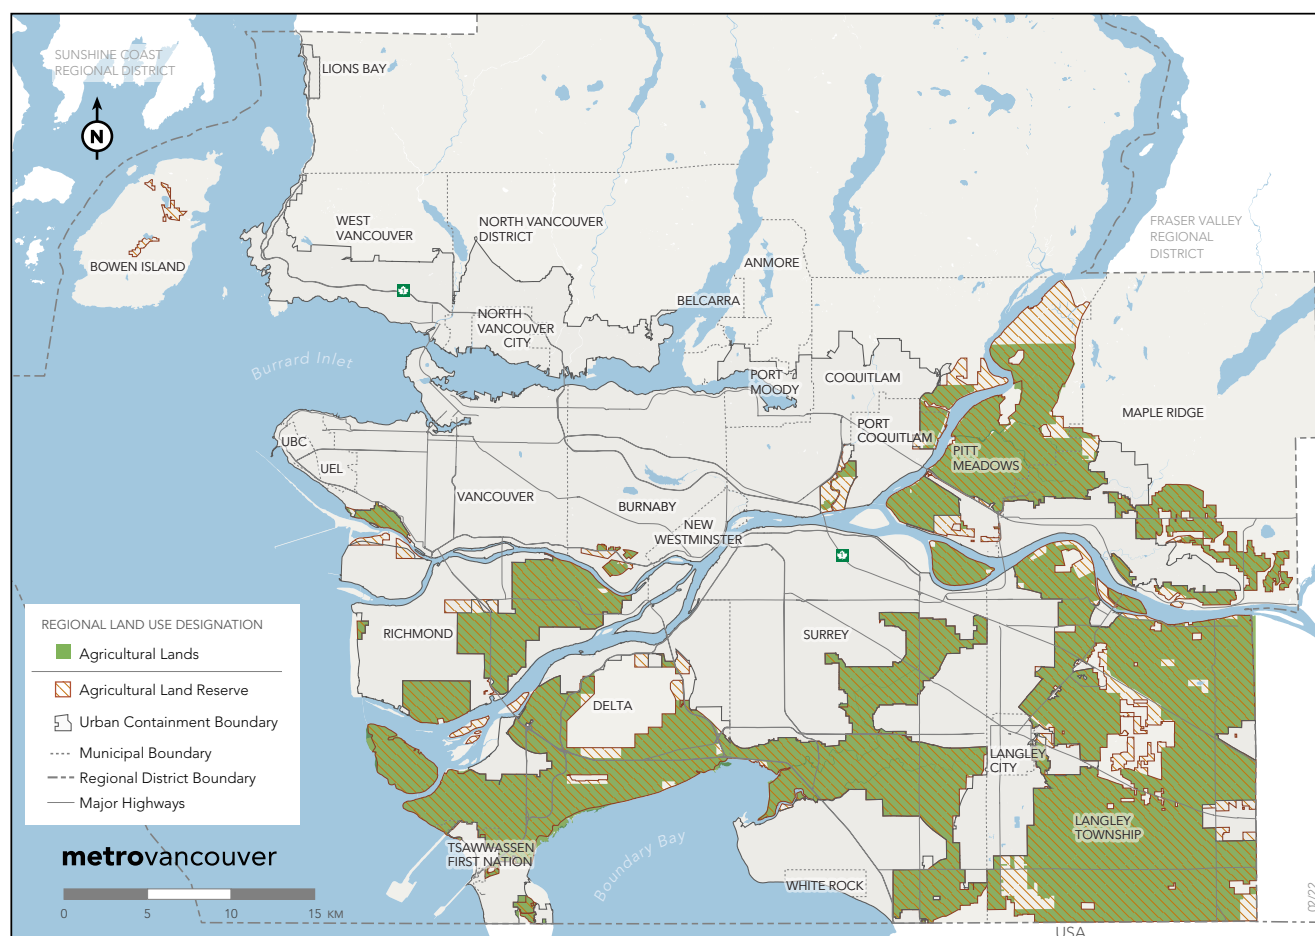 SUNSHINE COAST
REGIONAL DISTRICT
N
LIONS BAY
WEST
VANCOUVER
NORTH VANCOUVER
DISTRICT
FRASER VALLEY
REGIONAL
DISTRICT
BOWEN ISLAND
ANMORE
1
BELCARRA
NORTH
VANCOUVER
CITY
Burrard Inlet
PORT
MOODY
COQUITLAM
MAPLE RIDGE
UBC
PORT
COQUITLAM
UEL
PITT
MEADOWS
VANCOUVER
BURNABY
NEW
WESTMINSTER
1
RICHMOND
SURREY
DELTA
LANGLEY
CITY
LANGLEY
TOWNSHIP
TSAWWASSEN
FIRST NATION
Boundary Bay
WHITE ROCK
USA
REGIONAL LAND USE DESIGNATION
Agricultural Lands
Agricultural Land Reserve
Urban Containment Boundary
Municipal Boundary
Regional District Boundary
Major Highways
metrovancouver
0 5 10 15 KM